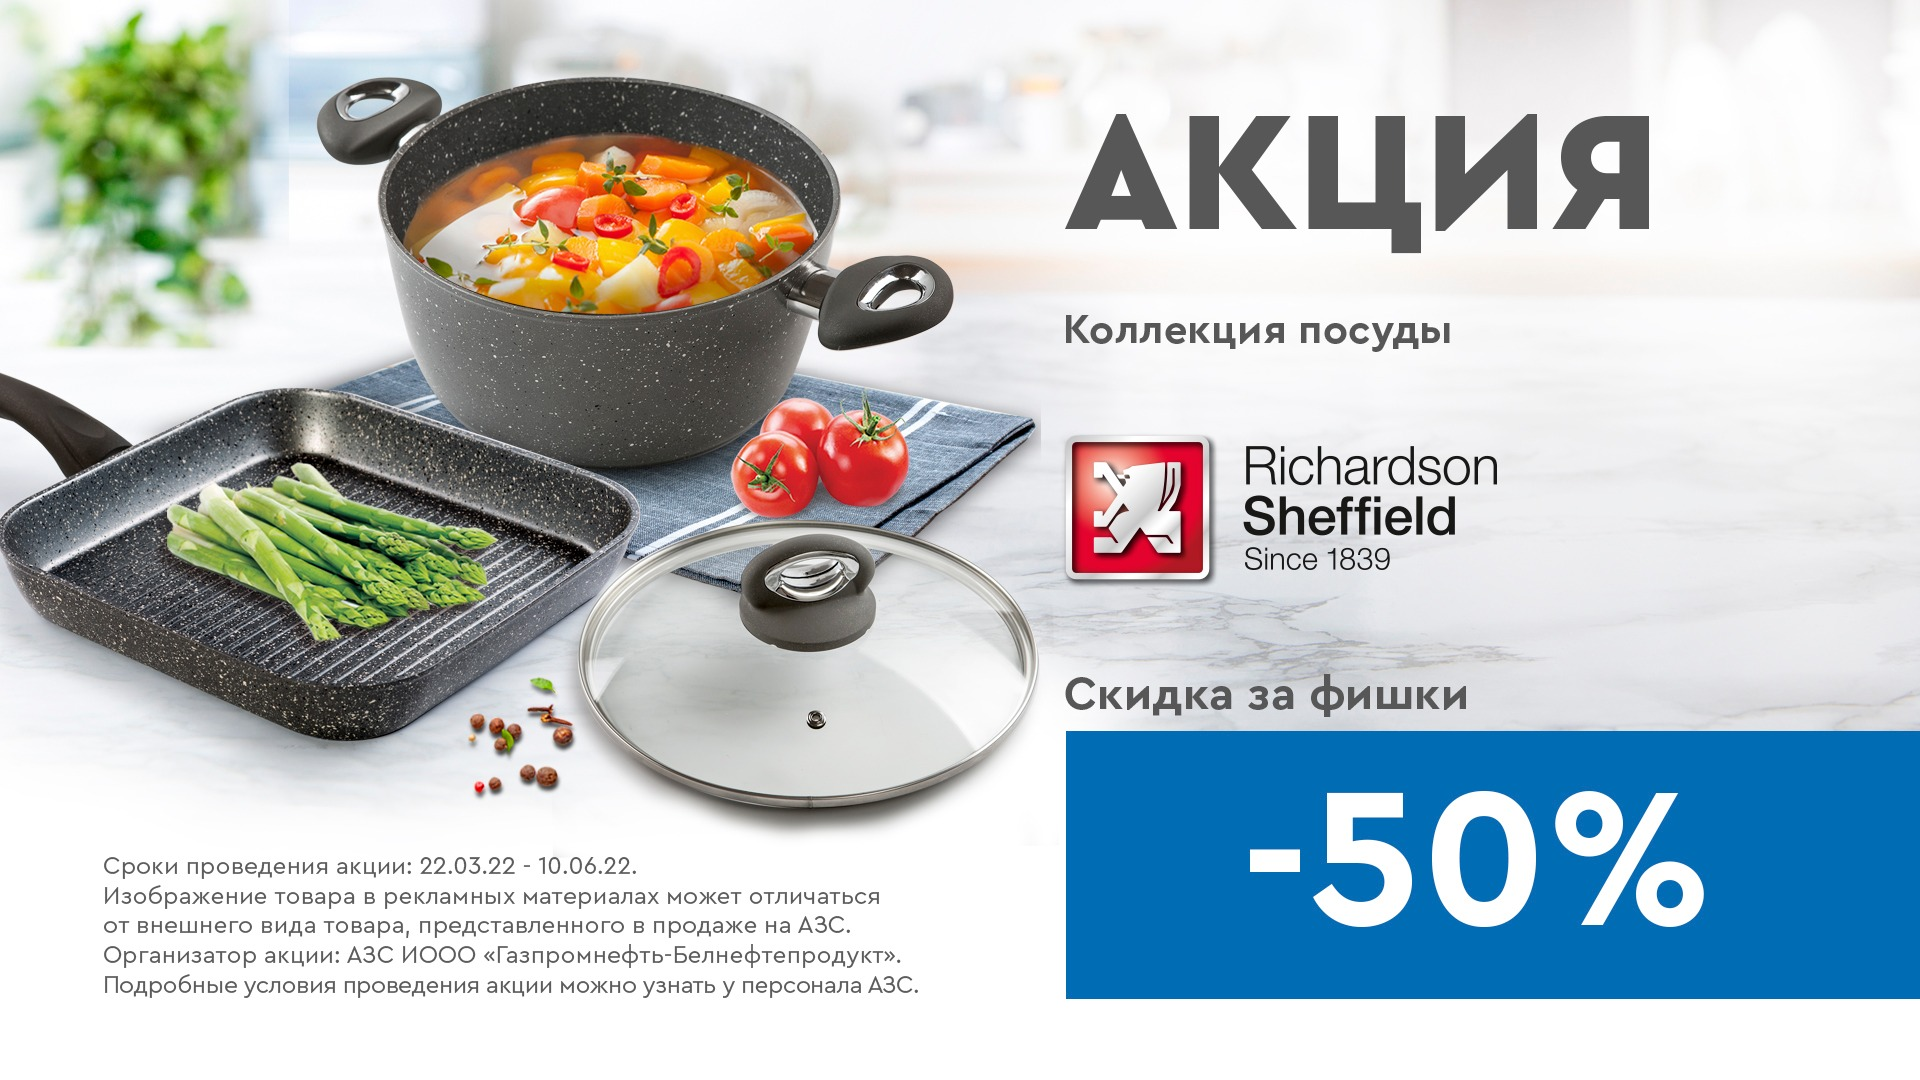 АКЦИЯ
Коллекция посуды
Richardson
Sheffield
Since 1839
Скидка за фишки
-50%
Сроки проведения акции: 22.03.22 - 10.06.22.
Изображение товара в рекламных материалах может отличаться
от внешнего вида товара, представленного в продаже на АЗС.
Организатор акции: АЗС ИООО «Газпромнефть-Белнефтепродукт».
Подробные условия проведения акции можно узнать у персонала АЗС.